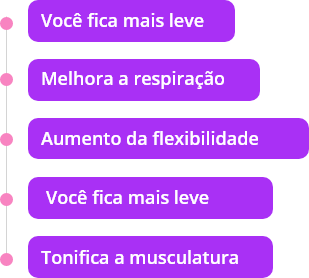 Você fica mais leve
Melhora a respiração
Aumento da flexibilidade
Você fica mais leve
Tonifica a musculatura